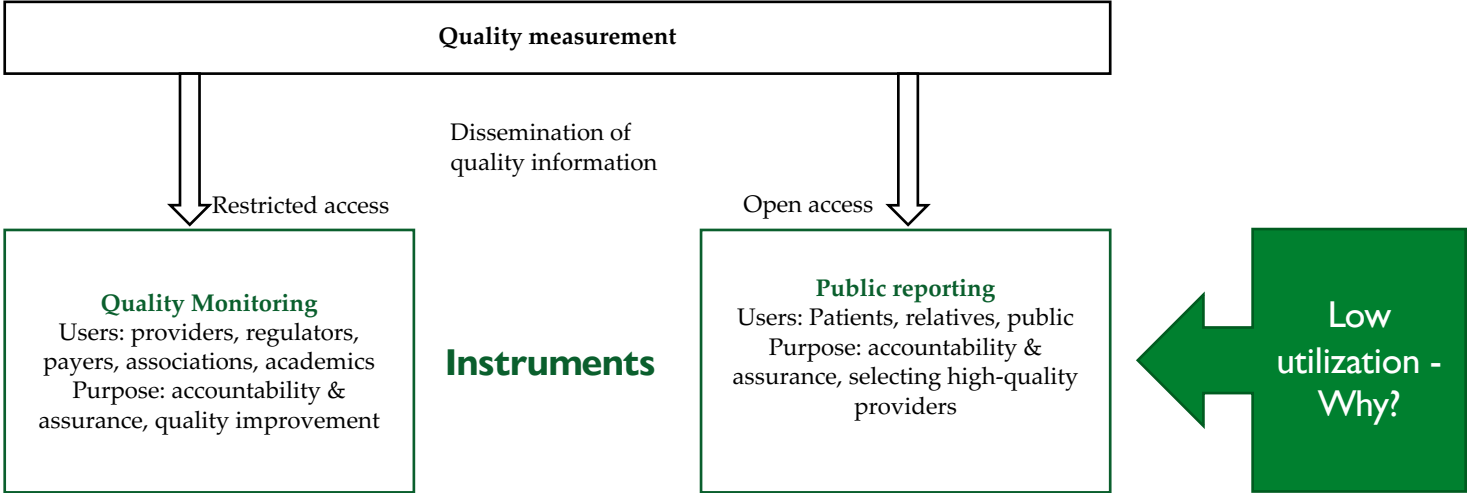 Quality measurement
Dissemination of
quality information
Restricted access
Open access
Quality Monitoring
Users: providers, regulators,
payers, associations, academics
Purpose: accountability &
assurance, quality improvement
Instruments
Public reporting
Users: Patients, relatives, public
Purpose: accountability &
assurance, selecting high-quality
providers
Low
utilization -
Why?